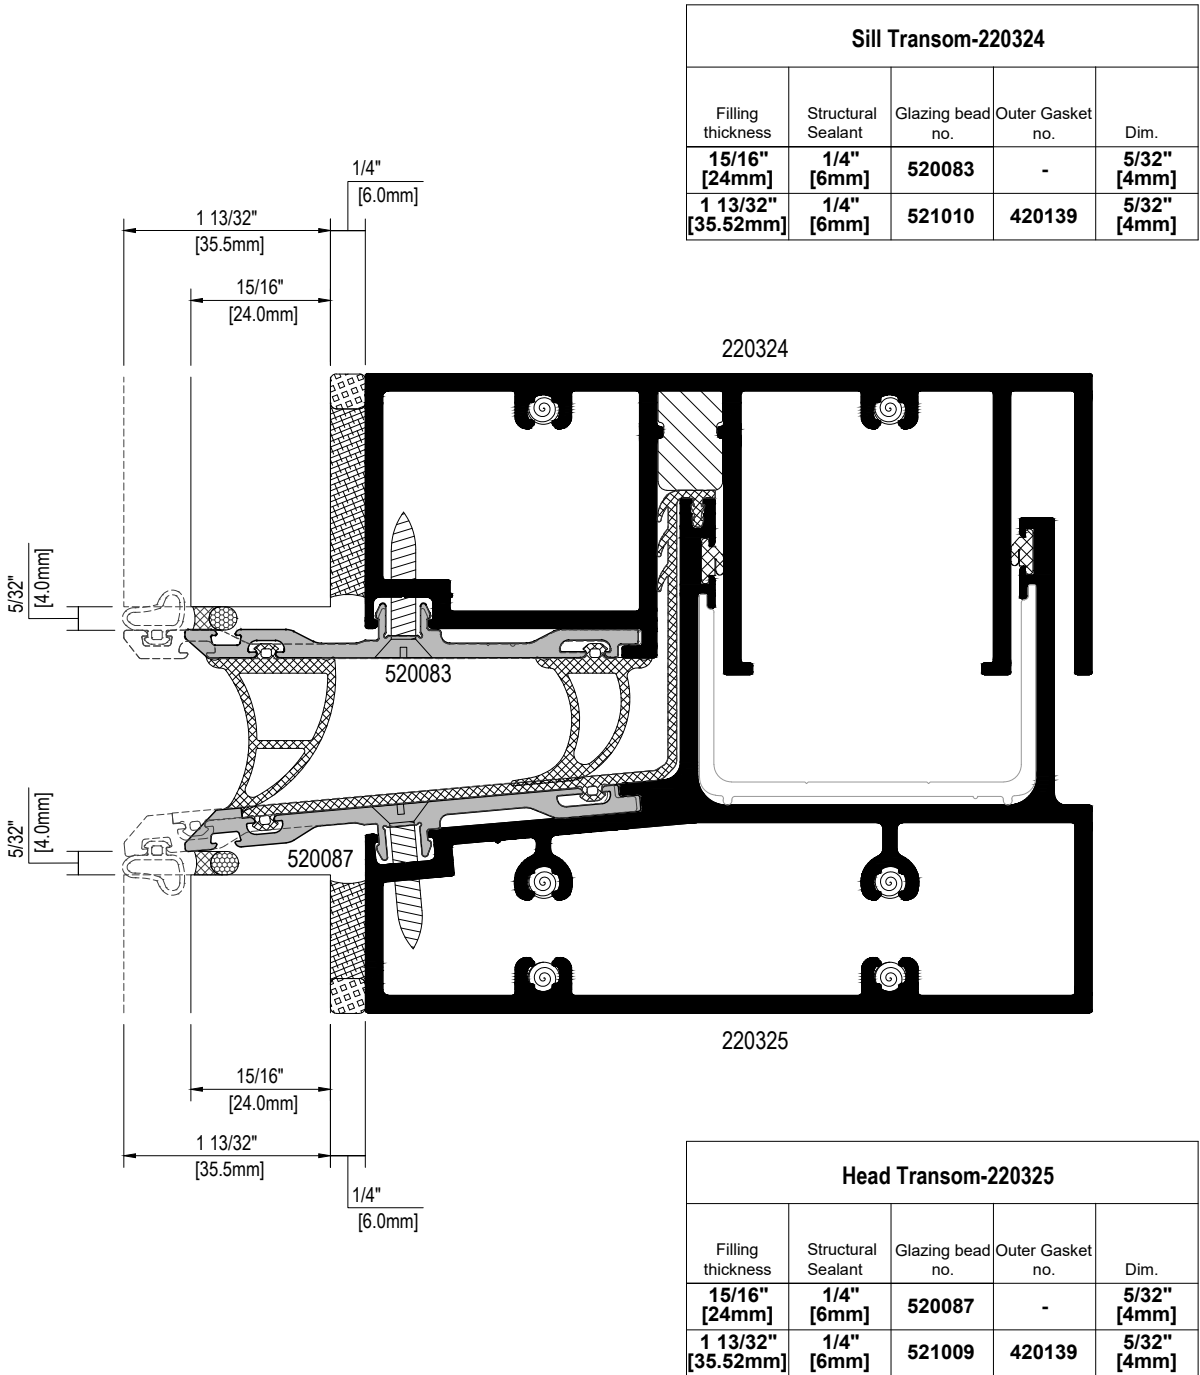 Sill Transom-220324
Filling thickness
Structural Sealant
Glazing bead no.
Outer Gasket no.
Dim.
15/16" [24mm]
1/4" [6mm]
520083
-
5/32" [4mm]
1 13/32" [35.52mm]
1/4" [6mm]
521010
420139
5/32" [4mm]
1/4"
[6.0mm]
1 13/32"
[35.5mm]
15/16"
[24.0mm]
220324
5/32"
[4.0mm]
520083
5/32"
[4.0mm]
520087
220325
15/16"
[24.0mm]
1 13/32"
[35.5mm]
1/4"
[6.0mm]
Head Transom-220325
Filling thickness
Structural Sealant
Glazing bead no.
Outer Gasket no.
Dim.
15/16" [24mm]
1/4" [6mm]
520087
-
5/32" [4mm]
1 13/32" [35.52mm]
1/4" [6mm]
521009
420139
5/32" [4mm]